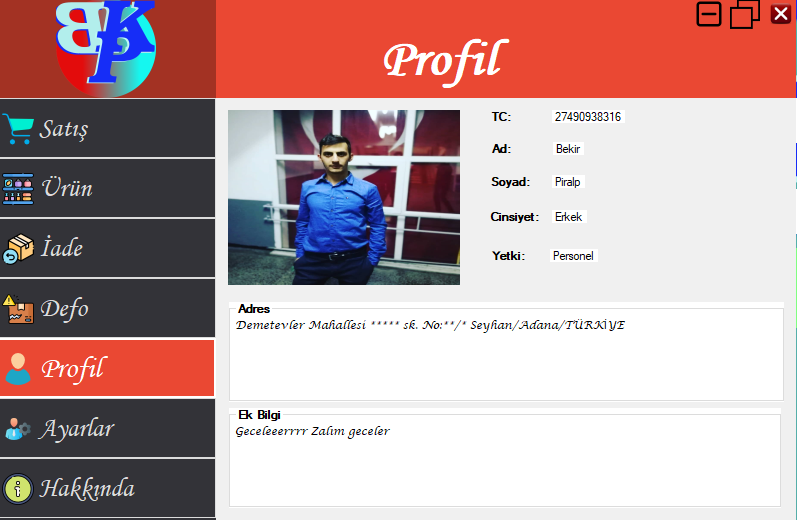 BKP
Profil
Satış
Ürün
İade
Defo
Profil
Ayarlar
Hakkında
TC: 27490938316
Ad: Bekir
Soyad: Piralp
Cinsiyet: Erkek
Yetki: Personel
Adres
Demetevler Mahallesi ***** sk. No:**/* Seyhan/Adana/TÜRKİYE
Ek Bilgi
Geceleeerrrr Zalım geceler